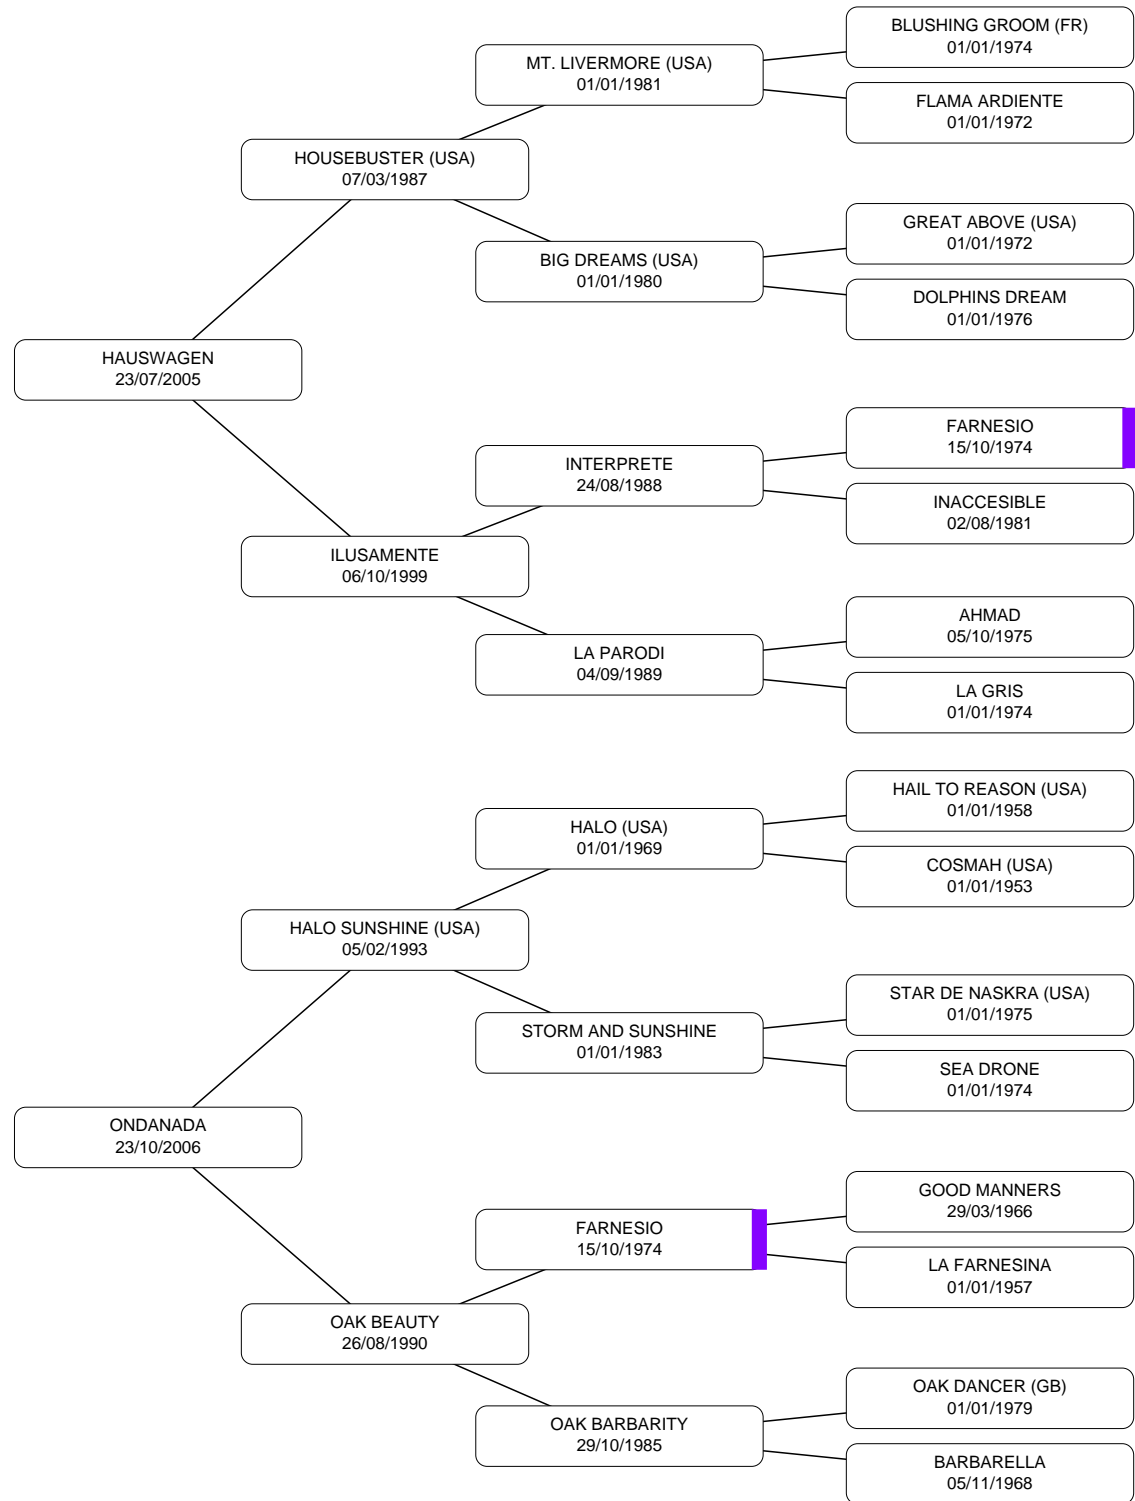 BLUSHING GROOM (FR)
01/01/1974
MT. LIVERMORE (USA)
01/01/1981
FLAMA ARDIENTE
01/01/1972
HOUSEBUSTER (USA)
07/03/1987
GREAT ABOVE (USA)
01/01/1972
BIG DREAMS (USA)
01/01/1980
DOLPHINS DREAM
01/01/1976
HAUSWAGEN
23/07/2005
FARNESIO
15/10/1974
INTERPRETE
24/08/1988
INACCESIBLE
02/08/1981
ILUSAMENTE
06/10/1999
AHMAD
05/10/1975
LA PARODI
04/09/1989
LA GRIS
01/01/1974
HAIL TO REASON (USA)
01/01/1958
HALO (USA)
01/01/1969
COSMAH (USA)
01/01/1953
HALO SUNSHINE (USA)
05/02/1993
STAR DE NASKRA (USA)
01/01/1975
STORM AND SUNSHINE
01/01/1983
SEA DRONE
01/01/1974
ONDANADA
23/10/2006
GOOD MANNERS
29/03/1966
FARNESIO
15/10/1974
LA FARNESINA
01/01/1957
OAK BEAUTY
26/08/1990
OAK DANCER (GB)
01/01/1979
OAK BARBARITY
29/10/1985
BARBARELLA
05/11/1968